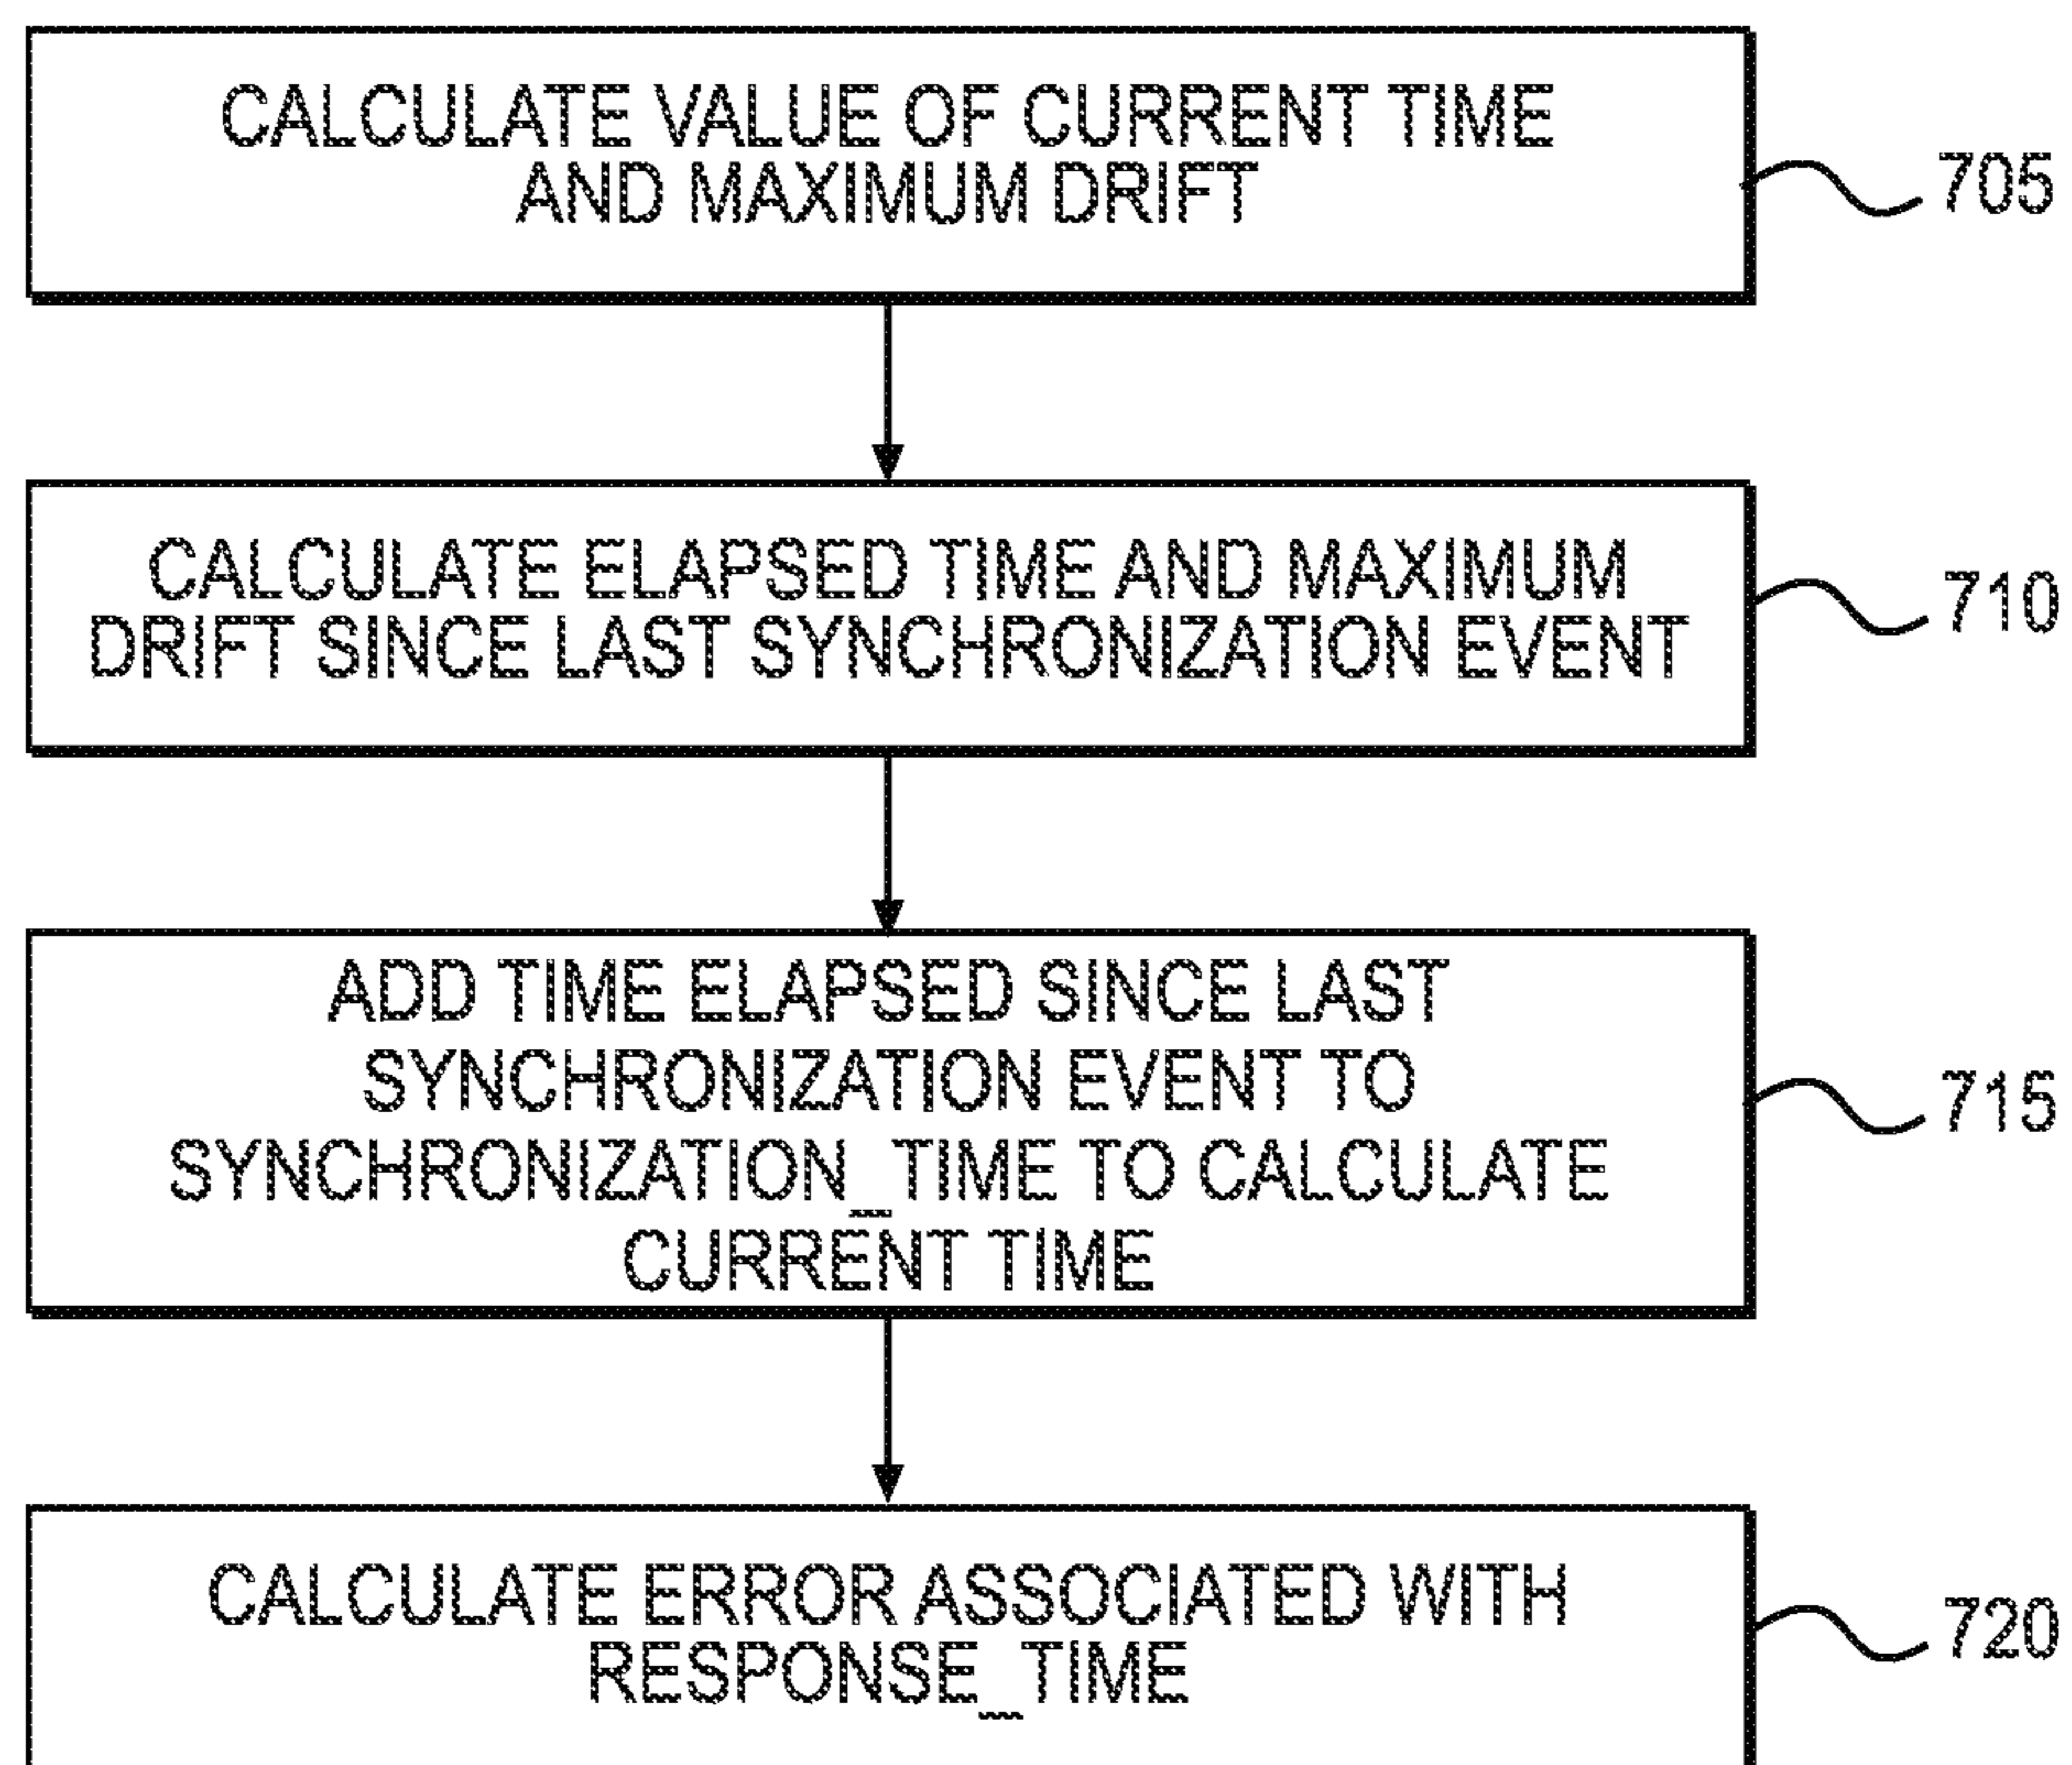 CALCULATE VALUE OF CURRENT TIME
AND MAXIMUM DRIFT
705
CALCULATE ELAPSED TIME AND MAXIMUM
DRIFT SINCE LAST SYNCHRONIZATION EVENT
710
ADD TIME ELAPSED SINCE LAST
SYNCHRONIZATION EVENT TO
SYNCHRONIZATION_TIME TO CALCULATE
CURRENT TIME
715
CALCULATE ERROR ASSOCIATED WITH
RESPONSE_TIME
720